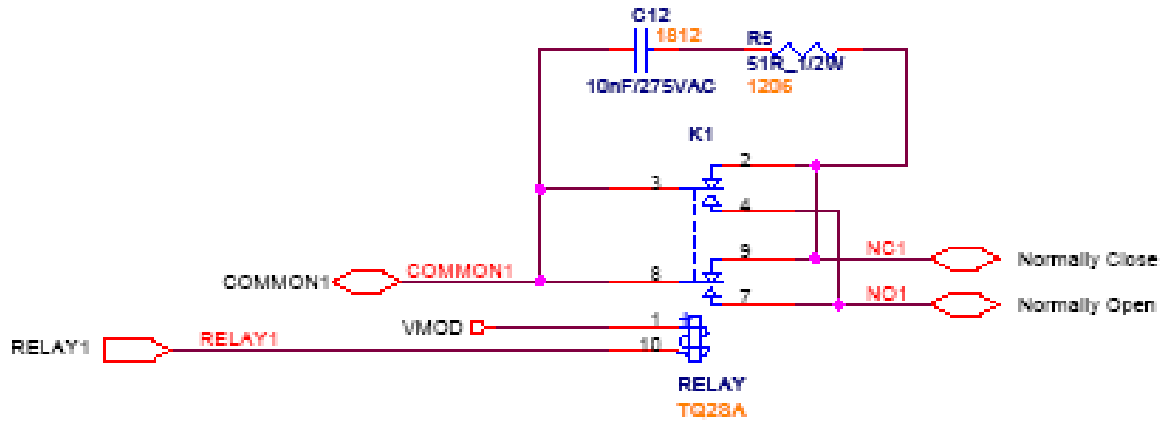 C12
1812
10nF/275VAC
R5
51R_1/2W
1206
K1
2
3
4
9
COMMON1 COMMON1 8
NC1 Normally Close
7
NO1 Normally Open
VMOD 1
RELAY1 RELAY1 10
RELAY
TQ2SA